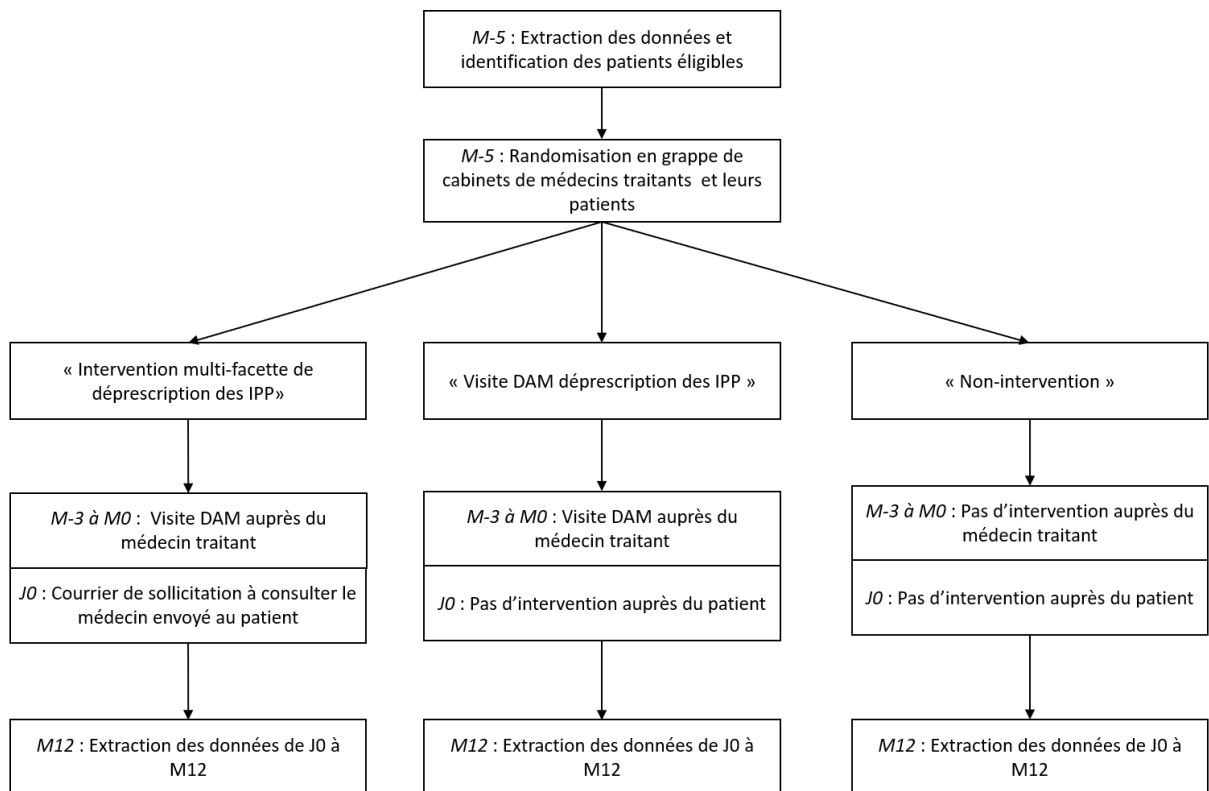 M-5 : Extraction des données et
identification des patients éligibles
M-5 : Randomisation en grappe de
cabinets de médecins traitants et leurs
patients
« Intervention multi-facette de
déprescription des IPP»
« Visite DAM déprescription des IPP »
« Non-intervention »
M-3 à M0 : Visite DAM auprès du
médecin traitant
J0 : Courrier de sollicitation à consulter le
médecin envoyé au patient
M-3 à M0 : Visite DAM auprès du
médecin traitant
J0 : Pas d’intervention auprès du patient
M-3 à M0 : Pas d’intervention auprès du
médecin traitant
J0 : Pas d’intervention auprès du patient
M12 : Extraction des données de J0 à
M12
M12 : Extraction des données de J0 à
M12
M12 : Extraction des données de J0 à
M12